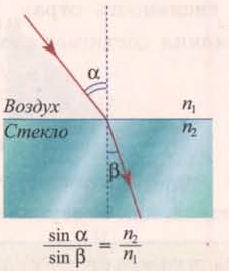 α
Воздух n₁
Стекло n₂
β
sin α / sin β = n₂ / n₁